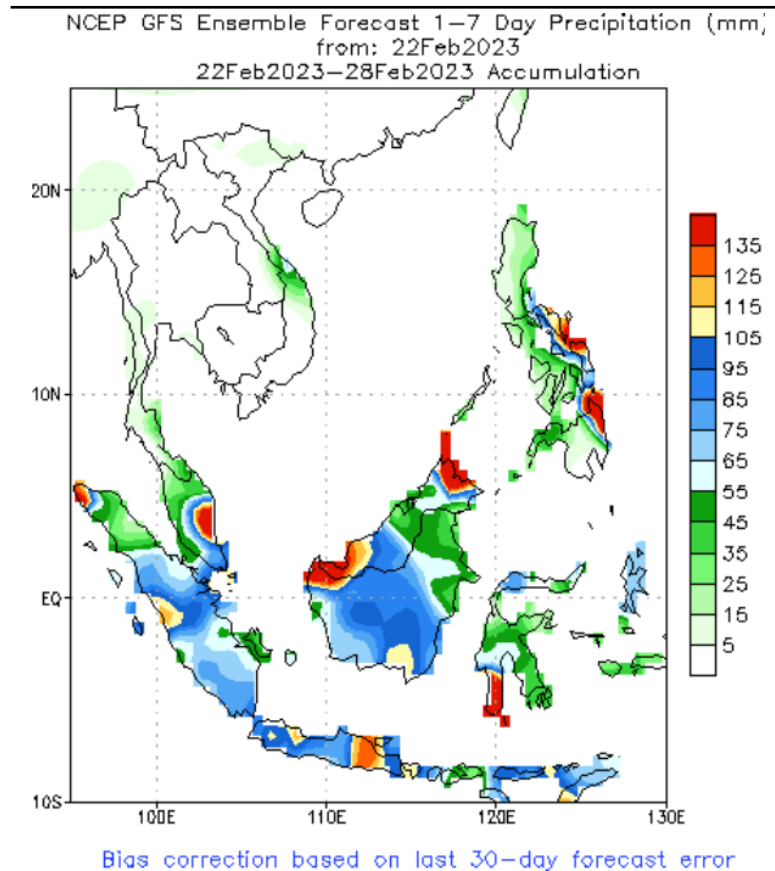 NCEP GFS Ensemble Forecast 1–7 Day Precipitation (mm)
from: 22Feb2023
22Feb2023–28Feb2023 Accumulation
20N
10N
EQ
10S
100E
110E
120E
130E
135
125
115
105
95
85
75
65
55
45
35
25
15
5
Bias correction based on last 30–day forecast error